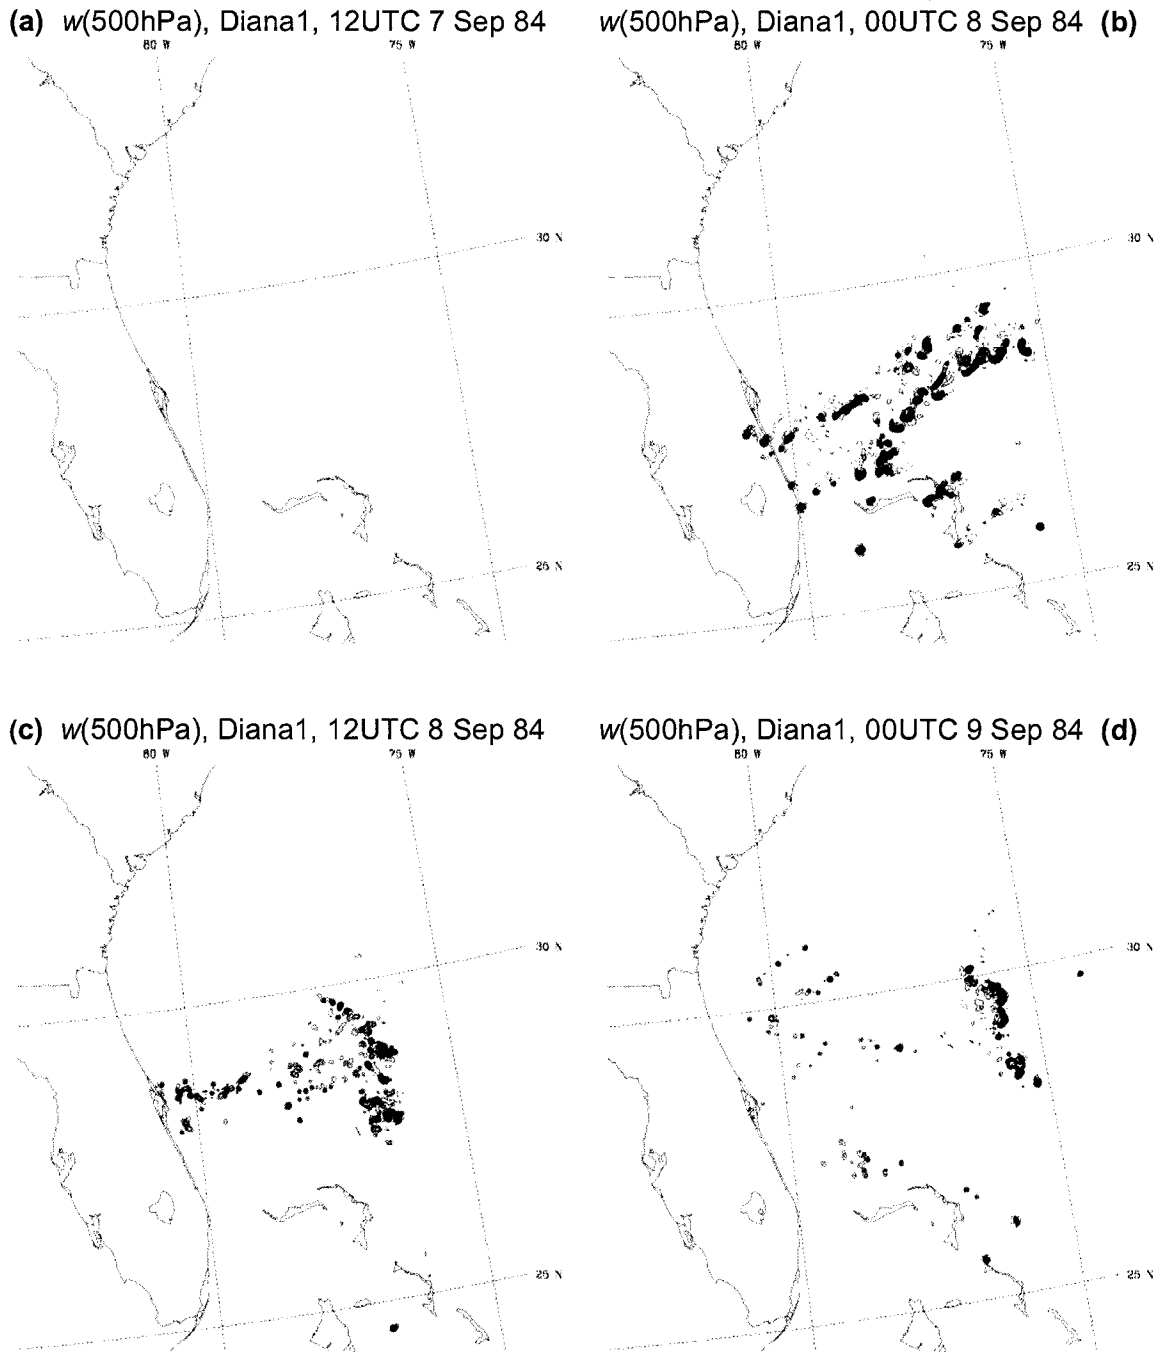 (a) w(500hPa), Diana1, 12UTC 7 Sep 84
80 W 75 W
30 N
25 N
w(500hPa), Diana1, 00UTC 8 Sep 84 (b)
80 W 75 W
30 N
25 N
(c) w(500hPa), Diana1, 12UTC 8 Sep 84
80 W 75 W
30 N
25 N
w(500hPa), Diana1, 00UTC 9 Sep 84 (d)
80 W 75 W
30 N
25 N